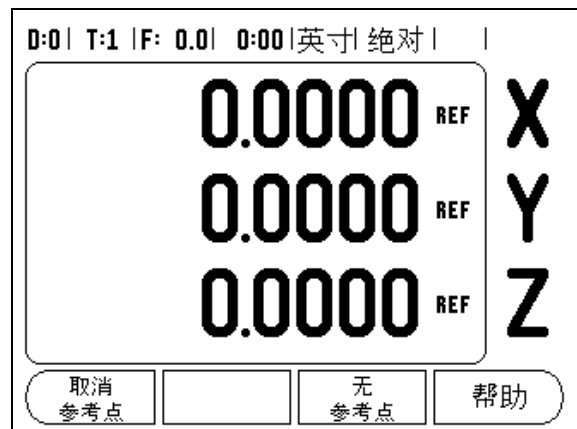 D:0 | T:1 | F: 0.0 | 0:00 | 英寸 | 绝对 | |
0.0000 REF X
0.0000 REF Y
0.0000 REF Z
取消 无 帮助
参考点 参考点